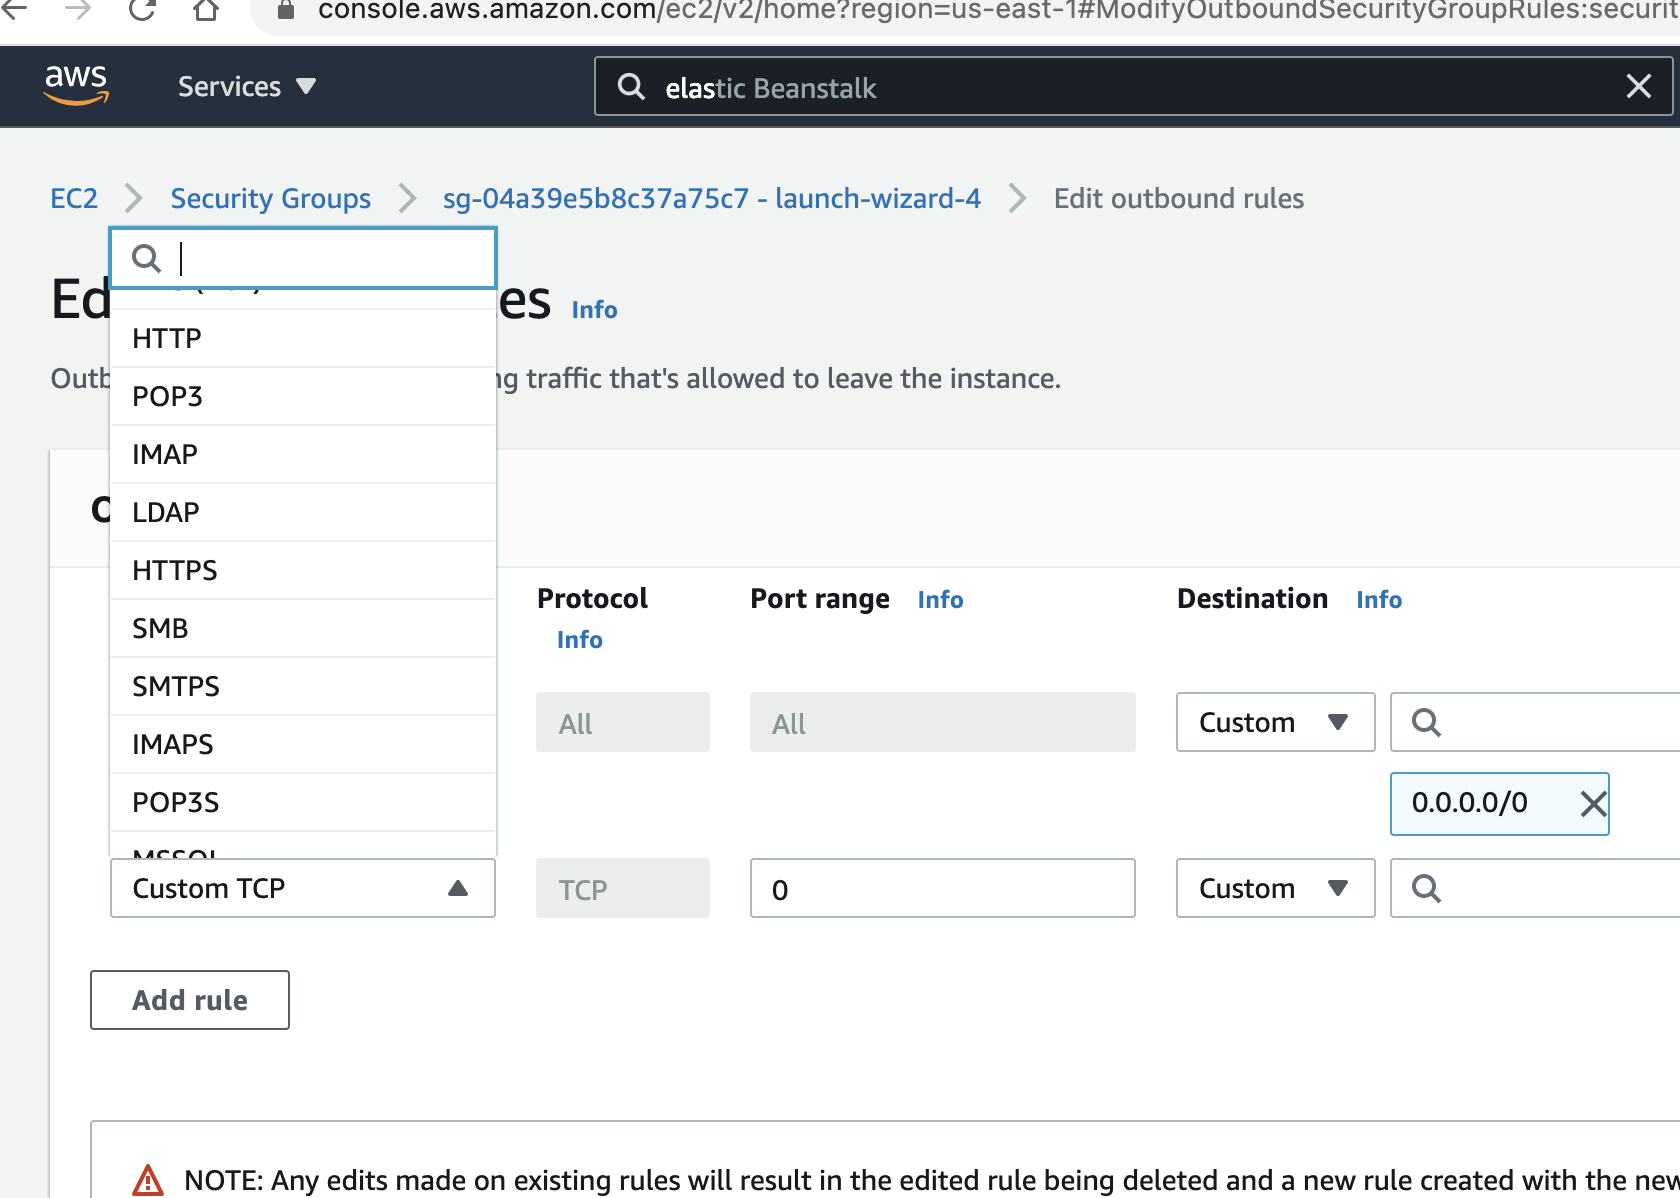 console.aws.amazon.com/ec2/v2/home?region=us-east-1#ModifyOutboundSecurityGroupRules:securit
aws
Services
elastic Beanstalk
EC2
Security Groups
sg-04a39e5b8c37a75c7 - launch-wizard-4
Edit outbound rules
Ed
es
Info
Outb
ng traffic that's allowed to leave the instance.
HTTP
POP3
IMAP
LDAP
HTTPS
SMB
SMTPS
IMAPS
POP3S
MSSQL
Protocol
Info
Port range
Info
Destination
Info
All
All
Custom
0.0.0.0/0
Custom TCP
TCP
0
Custom
Add rule
NOTE: Any edits made on existing rules will result in the edited rule being deleted and a new rule created with the new